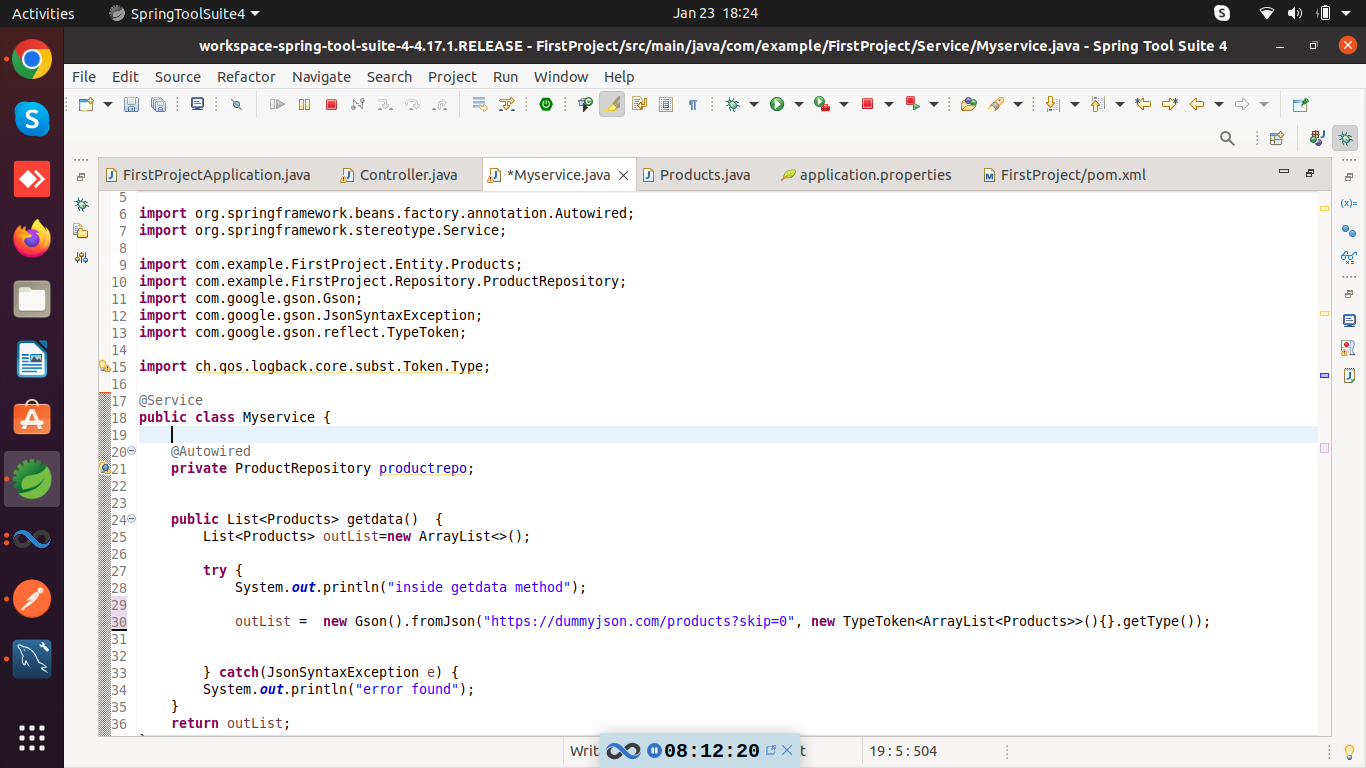 Activities SpringToolSuite4 Jan 23 18:24
workspace-spring-tool-suite-4-4.17.1.RELEASE - FirstProject/src/main/java/com/example/FirstProject/Service/Myservice.java - Spring Tool Suite 4
File Edit Source Refactor Navigate Search Project Run Window Help
FirstProjectApplication.java Controller.java *Myservice.java Products.java application.properties FirstProject/pom.xml
5
6 import org.springframework.beans.factory.annotation.Autowired;
7 import org.springframework.stereotype.Service;
8
9 import com.example.FirstProject.Entity.Products;
10 import com.example.FirstProject.Repository.ProductRepository;
11 import com.google.gson.Gson;
12 import com.google.gson.JsonSyntaxException;
13 import com.google.gson.reflect.TypeToken;
14
15 import ch.qos.logback.core.subst.Token.Type;
16
17 @Service
18 public class Myservice {
19
20 @Autowired
21 private ProductRepository productrepo;
22
23
24 public List<Products> getdata()  {
25 List<Products> outList=new ArrayList<>();
26
27 try {
28 System.out.println("inside getdata method");
29
30 outList =  new Gson().fromJson("https://dummyjson.com/products?skip=0", new TypeToken<ArrayList<Products>>(){}.getType());
31
32
33 } catch(JsonSyntaxException e) {
34 System.out.println("error found");
35 }
36 return outList;
08:12:20 19 : 5 : 504